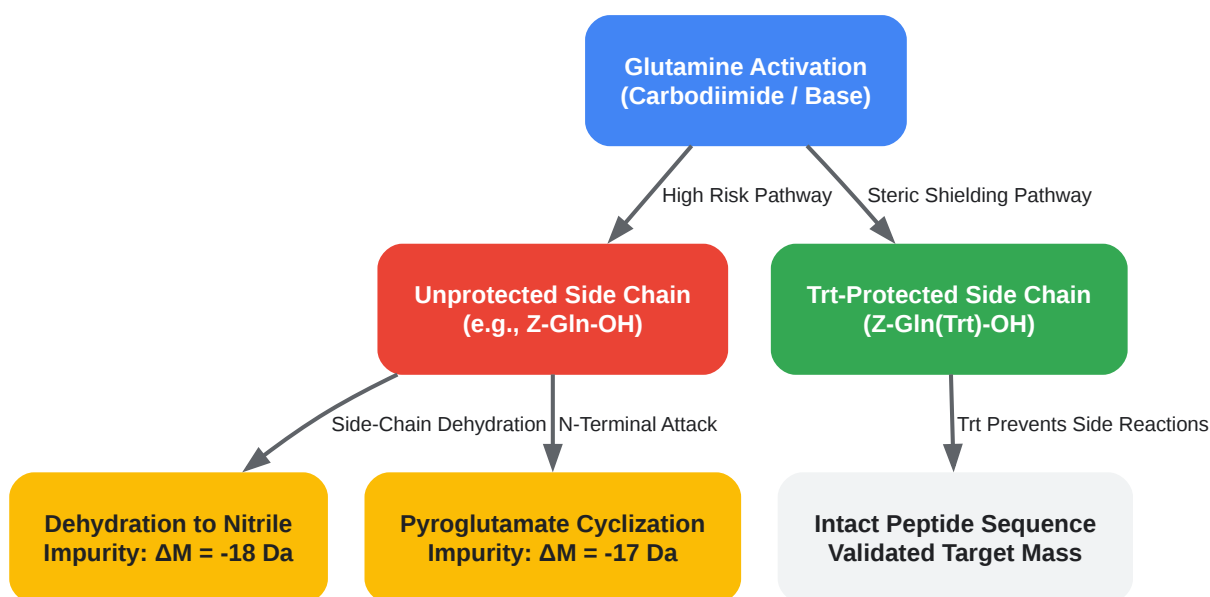 Glutamine Activation
(Carbodiimide / Base)
High Risk Pathway
Steric Shielding Pathway
Unprotected Side Chain
(e.g., Z-Gln-OH)
Trt-Protected Side Chain
(Z-Gln(Trt)-OH)
Side-Chain Dehydration
N-Terminal Attack
Trt Prevents Side Reactions
Dehydration to Nitrile
Impurity: ΔM = -18 Da
Pyroglutamate Cyclization
Impurity: ΔM = -17 Da
Intact Peptide Sequence
Validated Target Mass